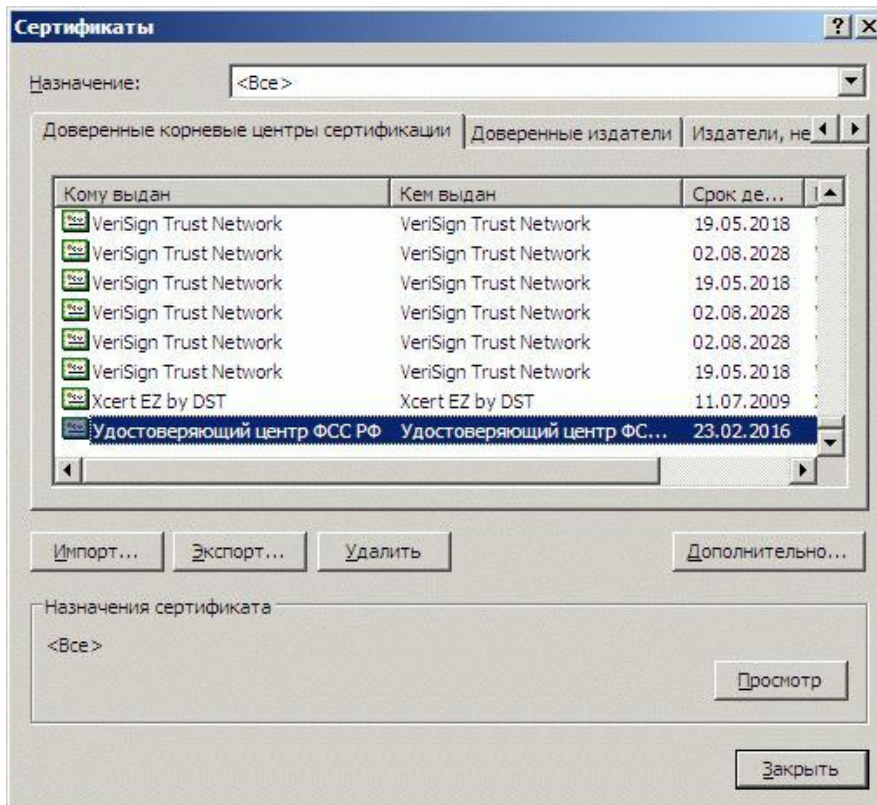 Сертификаты
Назначение: <Все>
Доверенные корневые центры сертификации Доверенные издатели Издатели, не
Кому выдан Кем выдан Срок де...
VeriSign Trust Network VeriSign Trust Network 19.05.2018
VeriSign Trust Network VeriSign Trust Network 02.08.2028
VeriSign Trust Network VeriSign Trust Network 19.05.2018
VeriSign Trust Network VeriSign Trust Network 02.08.2028
VeriSign Trust Network VeriSign Trust Network 02.08.2028
VeriSign Trust Network VeriSign Trust Network 19.05.2018
Xcert EZ by DST Xcert EZ by DST 11.07.2009
Удостоверяющий центр ФСС РФ Удостоверяющий центр ФС... 23.02.2016
Импорт... Экспорт... Удалить Дополнительно...
Назначения сертификата
<Все>
Просмотр
Закрыть